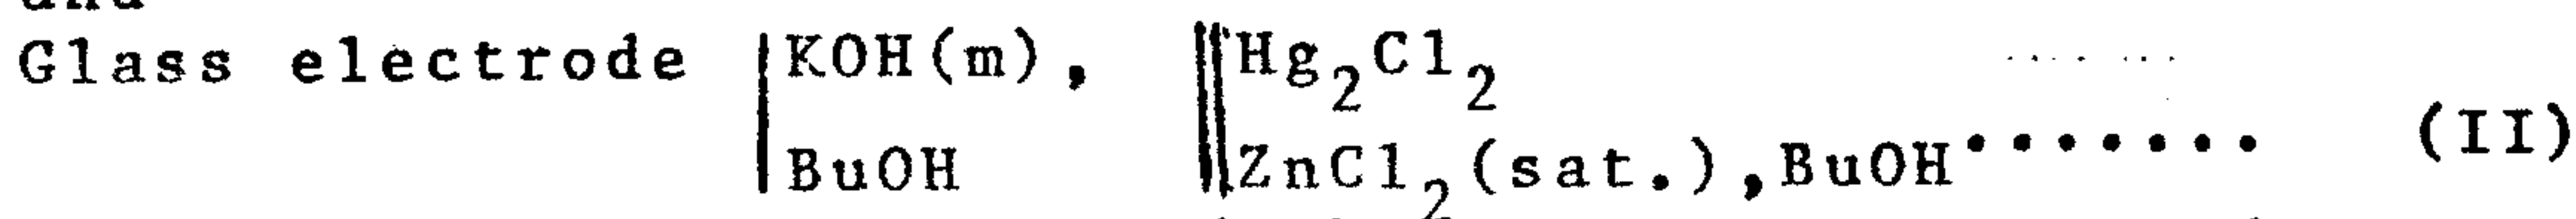 Glass electrode | KOH(m), || Hg₂Cl₂
| BuOH || ZnCl₂(sat.),BuOH....... (II)